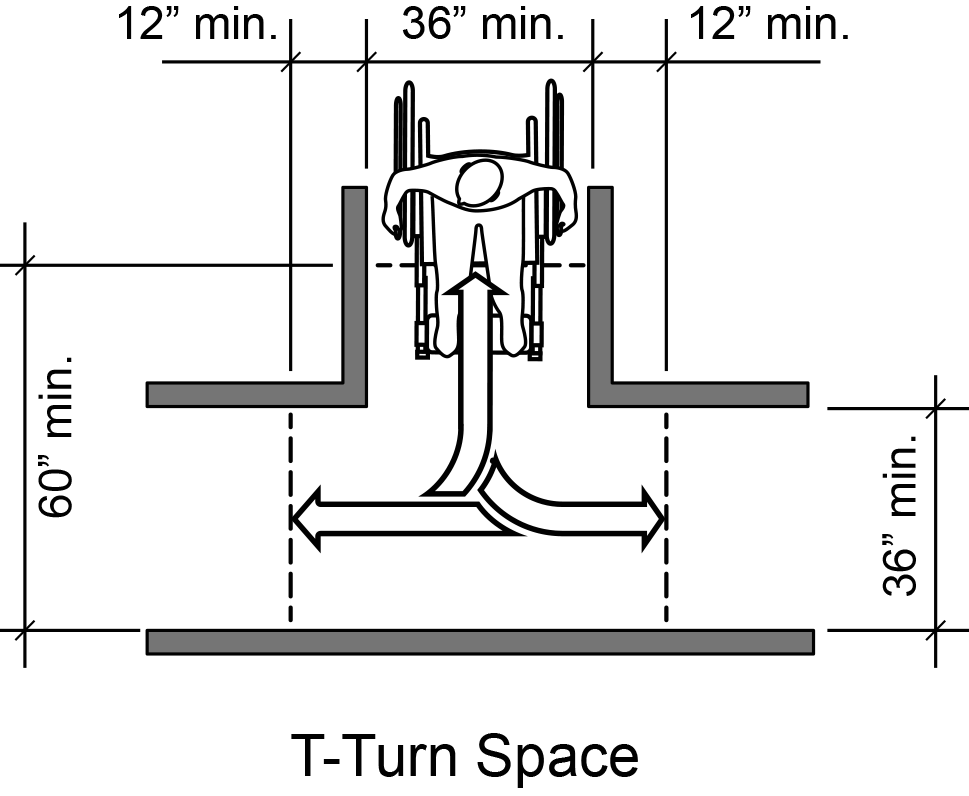 12” min.
36” min.
12” min.
60” min.
36” min.
T-Turn Space